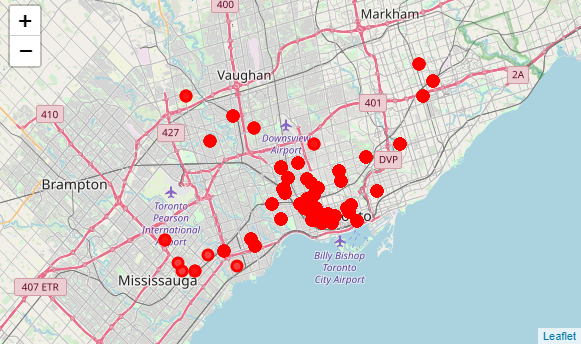 +
−
400
Markham
Vaughan
2A
401
410
427
Downsview
Airport
DVP
Brampton
Toronto
Pearson
International
Airport
Billy Bishop
Toronto
City Airport
Mississauga
407 ETR
Leaflet